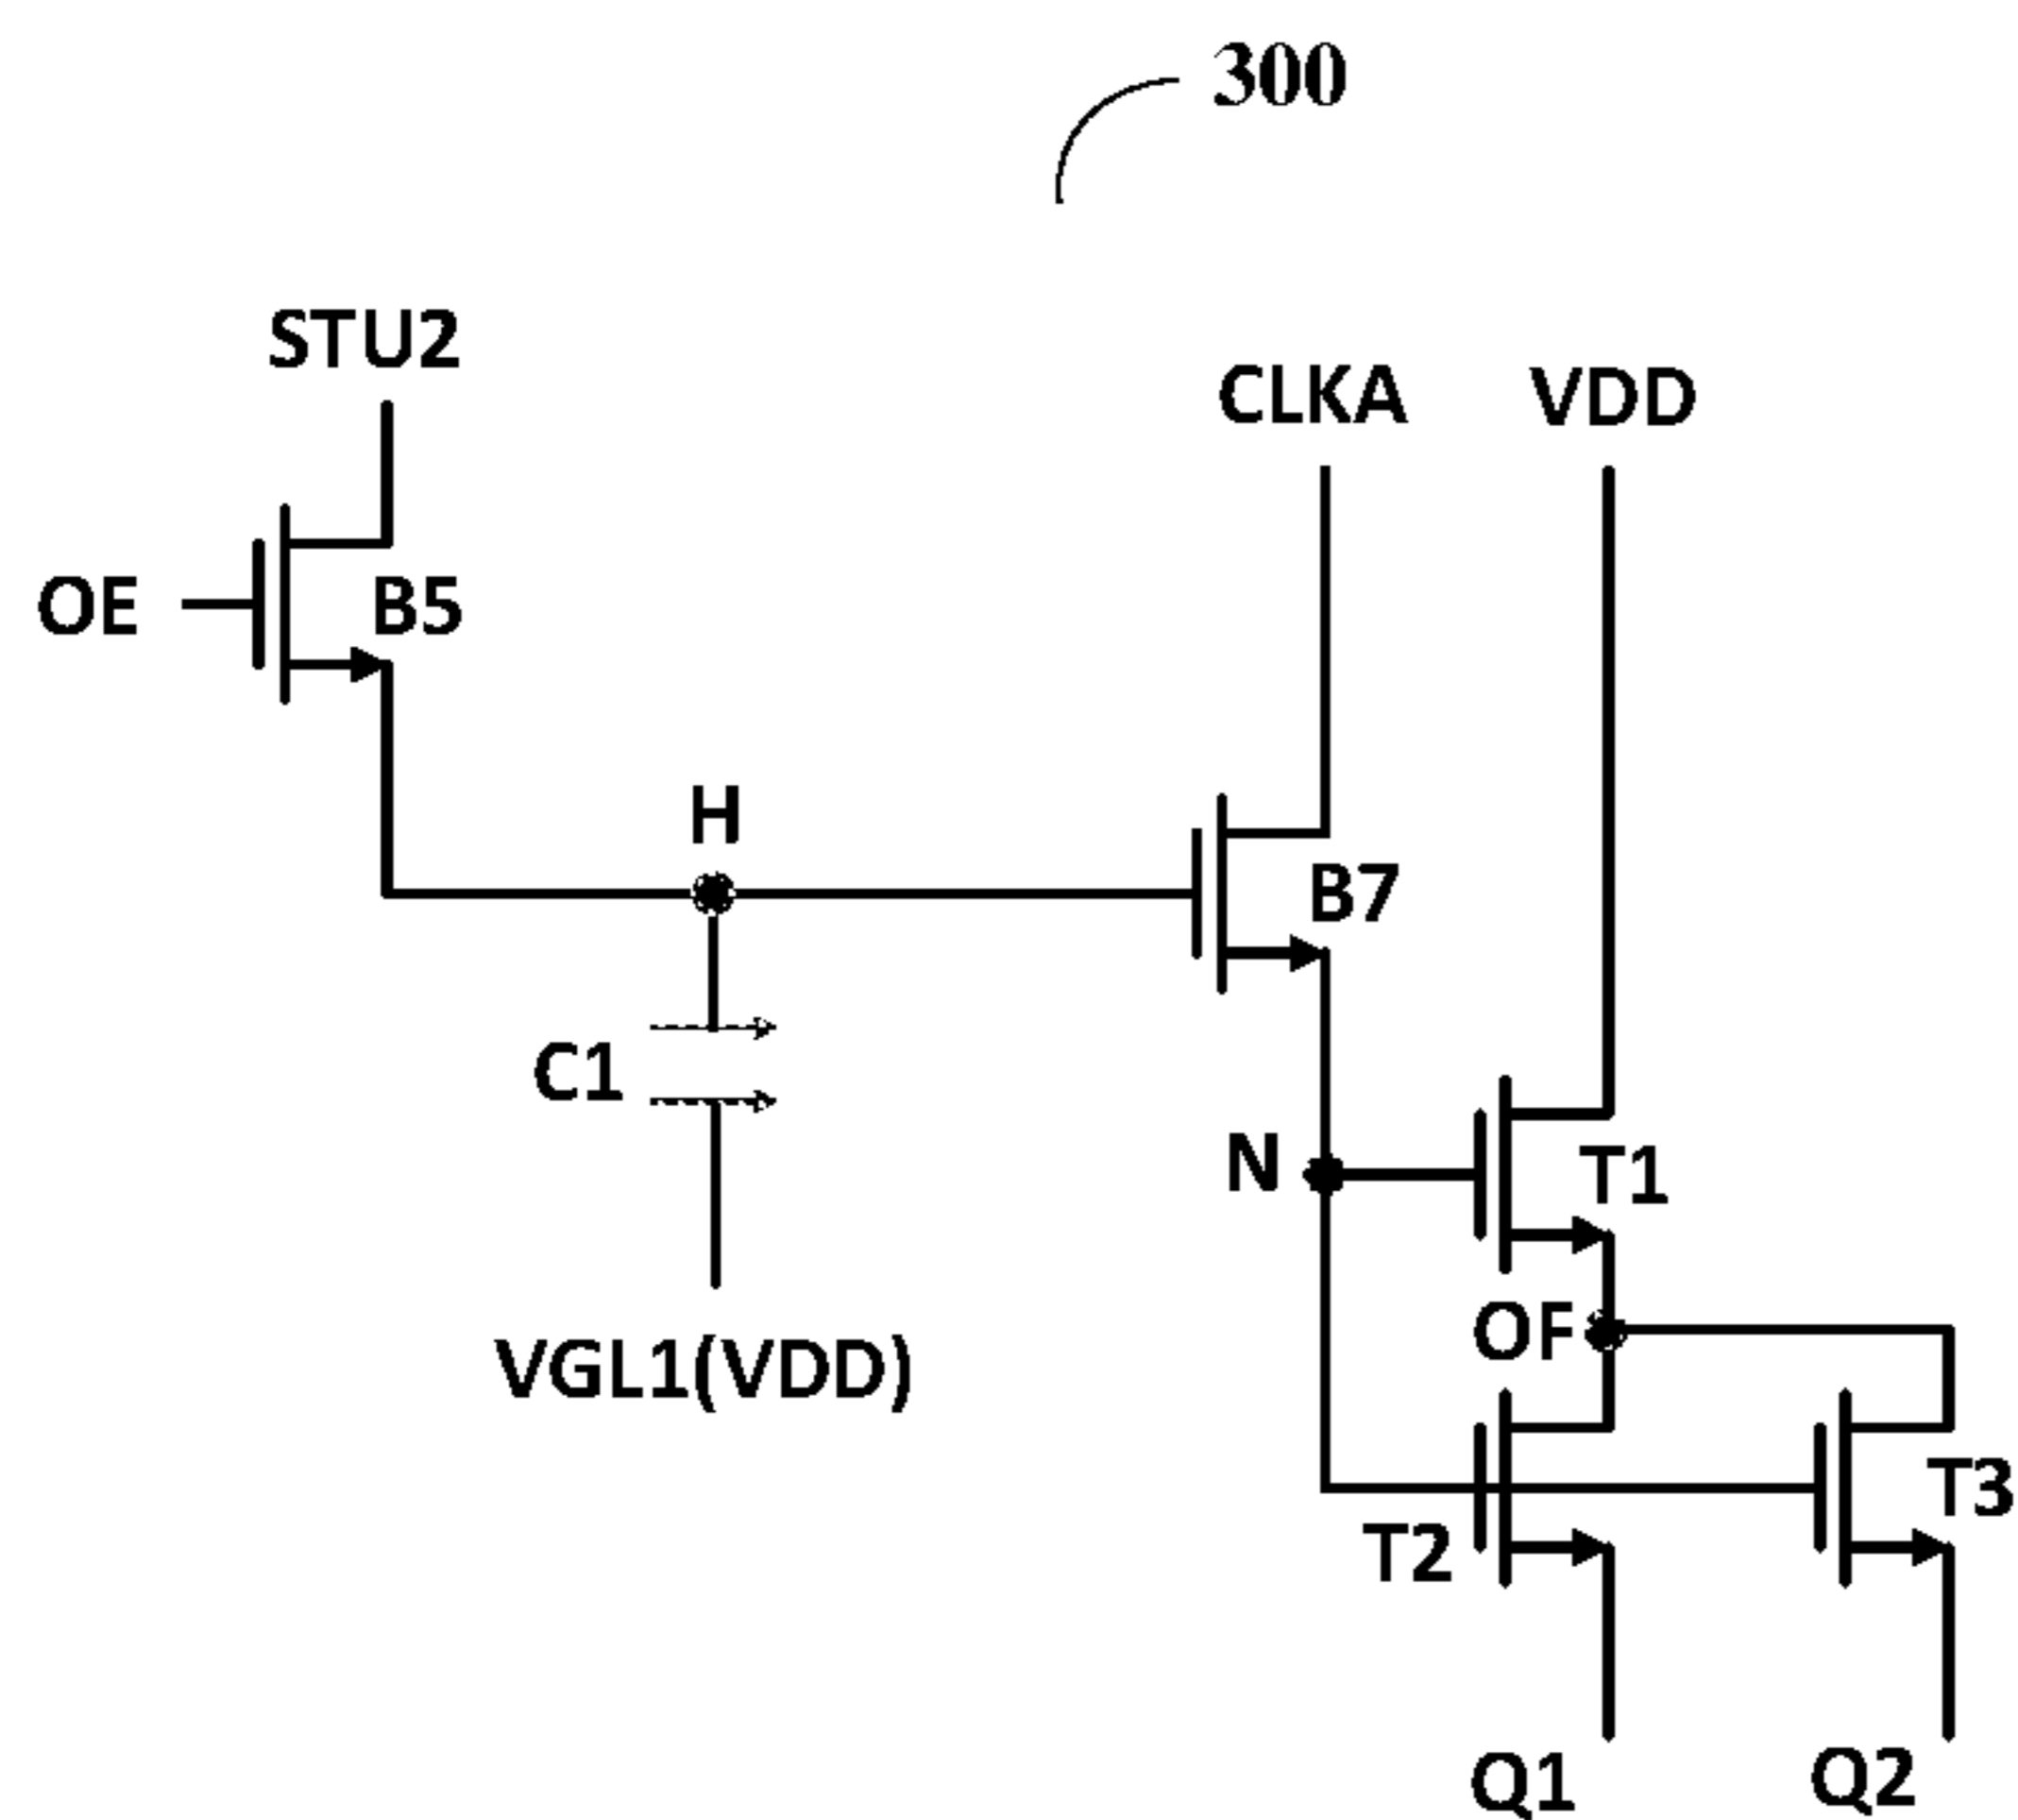 300
STU2
CLKA
VDD
OE
B5
H
B7
C1
N
T1
OF
VGL1(VDD)
T3
T2
Q1
Q2